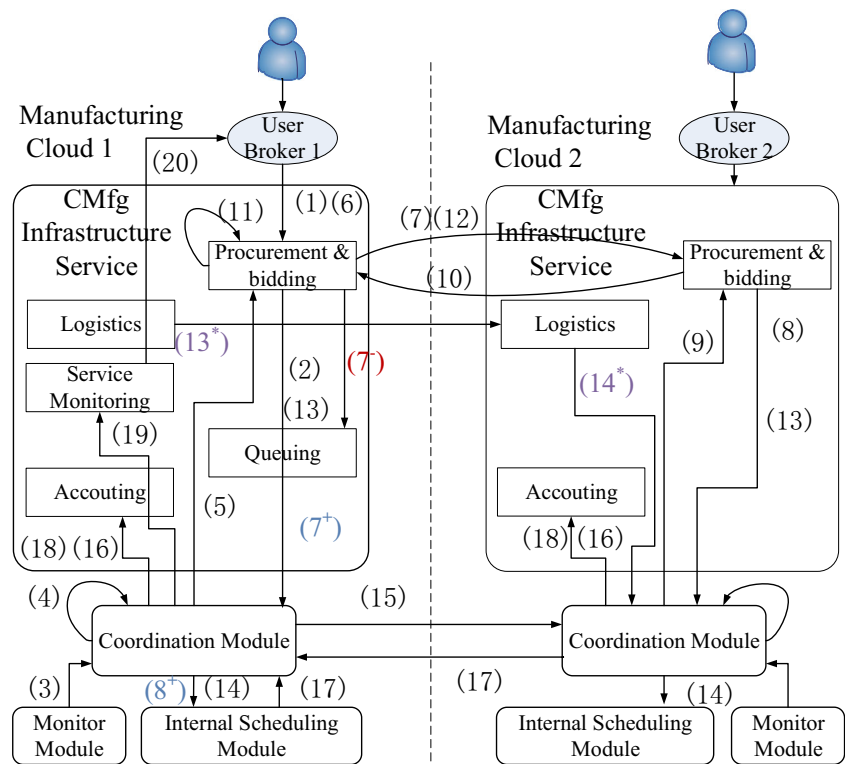 Manufacturing
Cloud 1
User
Broker 1
(20)
CMfg
Infrastructure
Service
(11)
(1)(6)
Procurement &
bidding
(7)(12)
(10)
Logistics
(13*)
(2)
(7-)
Service
Monitoring
(13)
(19)
Queuing
Accouting
(5)
(7+)
(18)(16)
(4)
(15)
Coordination Module
(3)
(8+)
(14)
(17)
(17)
Monitor
Module
Internal Scheduling
Module
Manufacturing
Cloud 2
User
Broker 2
CMfg
Infrastructure
Service
Procurement &
bidding
Logistics
(9)
(8)
(14*)
(13)
Accouting
(18)(16)
Coordination Module
(14)
Internal Scheduling
Module
Monitor
Module